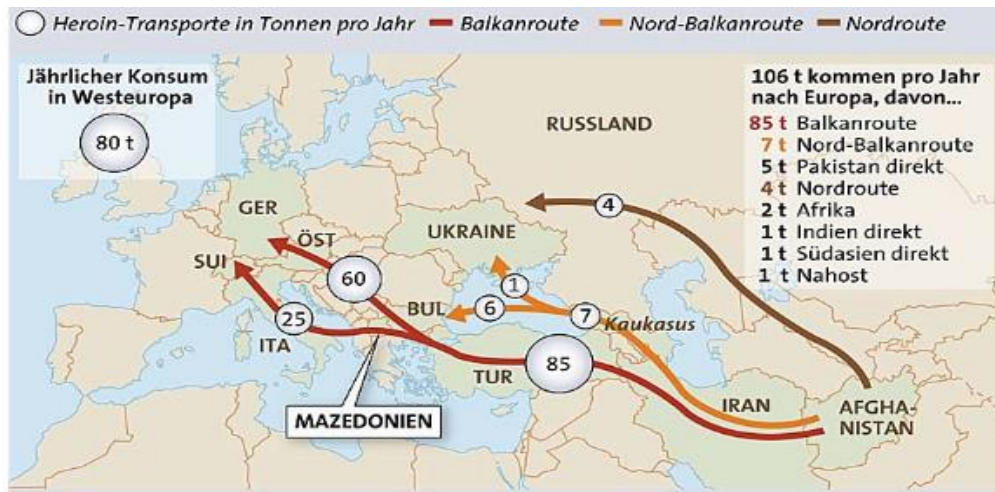 Heroin-Transporte in Tonnen pro Jahr
Balkanroute
Nord-Balkanroute
Nordroute
Jährlicher Konsum
in Westeuropa
80 t
106 t kommen pro Jahr
nach Europa, davon...
85 t Balkanroute
7 t Nord-Balkanroute
5 t Pakistan direkt
4 t Nordroute
2 t Afrika
1 t Indien direkt
1 t Südasien direkt
1 t Nahost
RUSSLAND
4
GER
UKRAINE
ÖST
SUI
60
1
BUL
6
7
Kaukasus
25
ITA
TUR
85
MAZEDONIEN
IRAN
AFGHA-
NISTAN